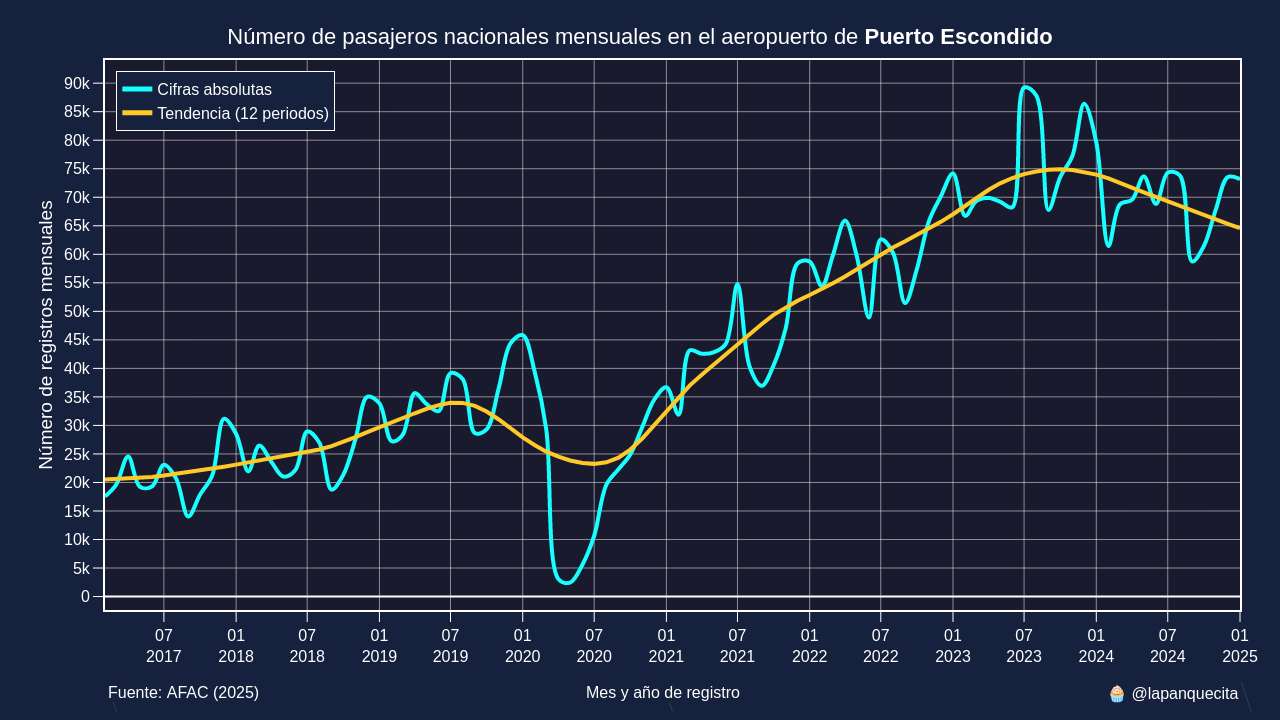 Número de pasajeros nacionales mensuales en el aeropuerto de Puerto Escondido
Cifras absolutas
Tendencia (12 periodos)
Número de registros mensuales
90k
85k
80k
75k
70k
65k
60k
55k
50k
45k
40k
35k
30k
25k
20k
15k
10k
5k
0
07 01 07 01 07 01 07 01 07 01 07 01 07 01 07 01
2017 2018 2018 2019 2019 2020 2020 2021 2021 2022 2022 2023 2023 2024 2024 2025
Fuente: AFAC (2025) Mes y año de registro 🧁 @lapanquecita